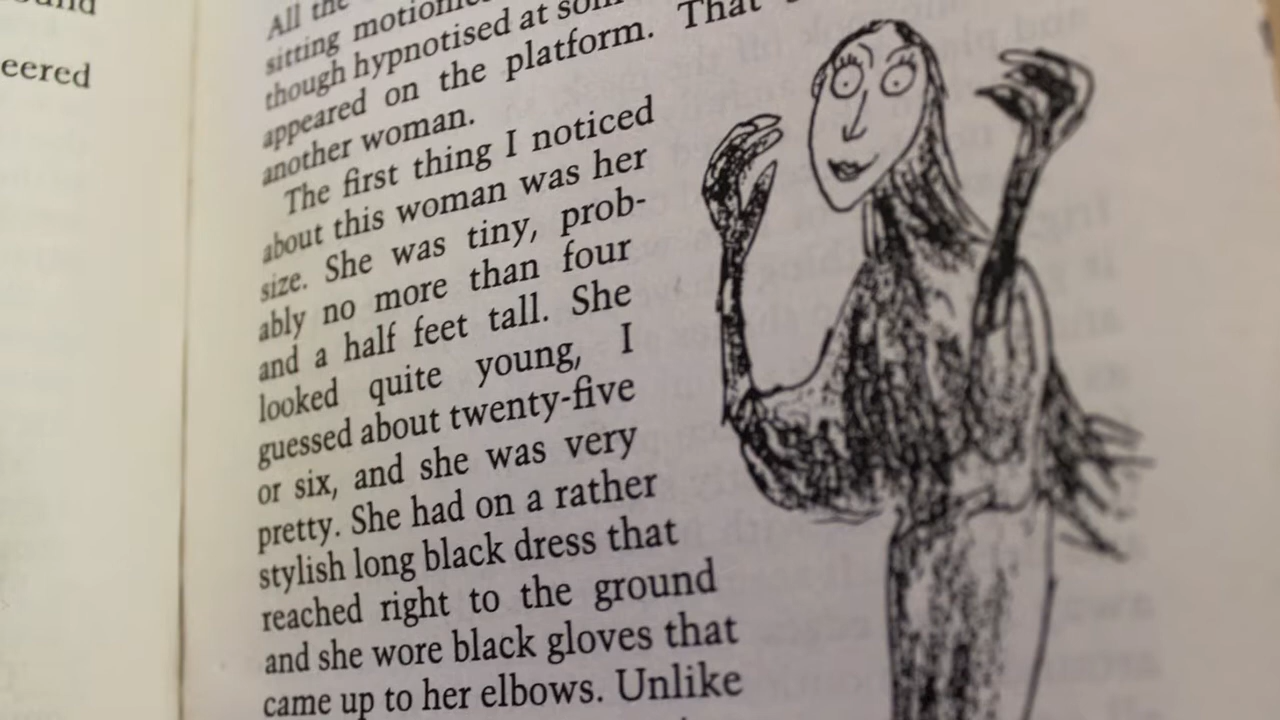 eered
All the
sitting
though hypnotised at
appeared on the platform. That
another woman.
The first thing I noticed
about this woman was her
size. She was tiny, prob-
ably no more than four
and a half feet tall. She
looked quite young, I
guessed about twenty-five
or six, and she was very
pretty. She had on a rather
stylish long black dress that
reached right to the ground
and she wore black gloves that
came up to her elbows. Unlike